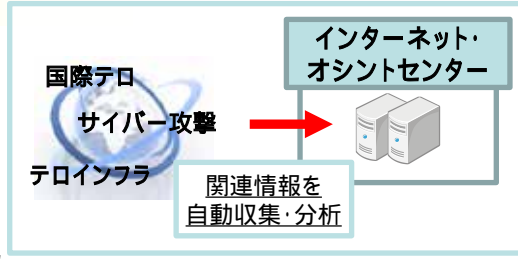 インターネット・
オシントセンター
国際テロ
サイバー攻撃
テロインフラ
関連情報を
自動収集・分析